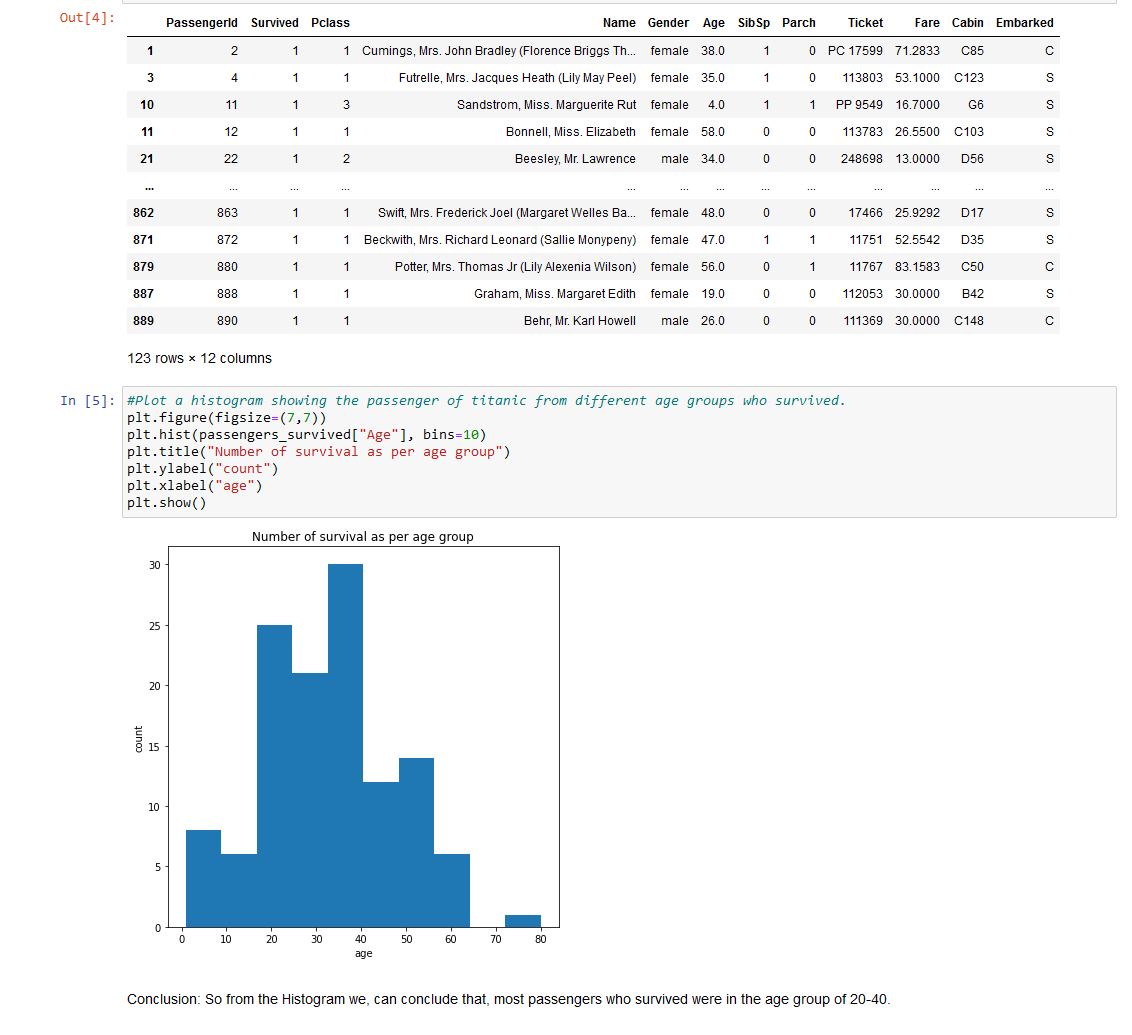 Out[4]:
PassengerId Survived Pclass Name Gender Age SibSp Parch Ticket Fare Cabin Embarked
1 2 1 1 Cumings, Mrs. John Bradley (Florence Briggs Th... female 38.0 1 0 PC 17599 71.2833 C85 C
3 4 1 1 Futrelle, Mrs. Jacques Heath (Lily May Peel) female 35.0 1 0 113803 53.1000 C123 S
10 11 1 3 Sandstrom, Miss. Marguerite Rut female 4.0 1 1 PP 9549 16.7000 G6 S
11 12 1 1 Bonnell, Miss. Elizabeth female 58.0 0 0 113783 26.5500 C103 S
21 22 1 2 Beesley, Mr. Lawrence male 34.0 0 0 248698 13.0000 D56 S
... ... ... ... ... ... ... ... ... ... ... ... ...
862 863 1 1 Swift, Mrs. Frederick Joel (Margaret Welles Ba... female 48.0 0 0 17466 25.9292 D17 S
871 872 1 1 Beckwith, Mrs. Richard Leonard (Sallie Monypeny) female 47.0 1 1 11751 52.5542 D35 S
879 880 1 1 Potter, Mrs. Thomas Jr (Lily Alexenia Wilson) female 56.0 0 1 11767 83.1583 C50 C
887 888 1 1 Graham, Miss. Margaret Edith female 19.0 0 0 112053 30.0000 B42 S
889 890 1 1 Behr, Mr. Karl Howell male 26.0 0 0 111369 30.0000 C148 C
123 rows × 12 columns
In [5]:
#Plot a histogram showing the passenger of titanic from different age groups who survived.
plt.figure(figsize=(7,7))
plt.hist(passengers_survived["Age"], bins=10)
plt.title("Number of survival as per age group")
plt.ylabel("count")
plt.xlabel("age")
plt.show()
Number of survival as per age group
30
25
20
15
10
5
0
count
0 10 20 30 40 50 60 70 80
age
Conclusion: So from the Histogram we, can conclude that, most passengers who survived were in the age group of 20-40.